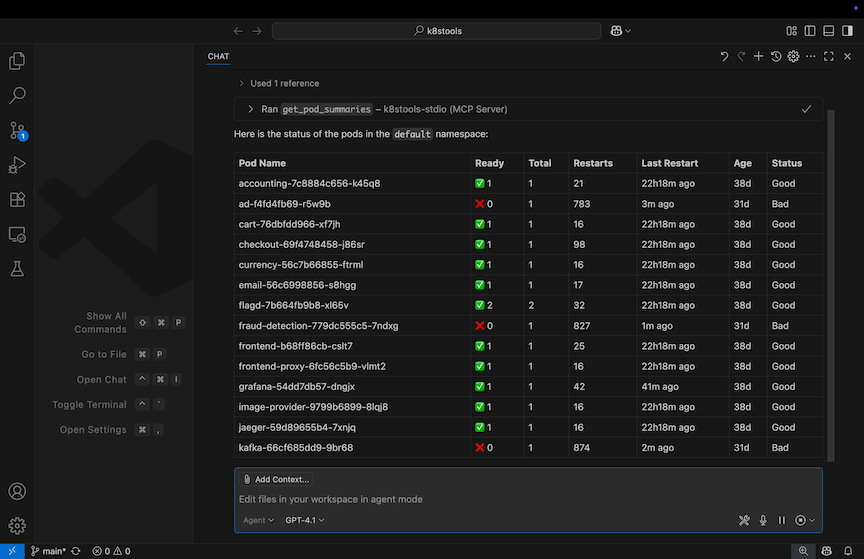 k8stools
CHAT
Used 1 reference
Ran get_pod_summaries – k8stools-stdio (MCP Server)
Here is the status of the pods in the default namespace:
Pod Name Ready Total Restarts Last Restart Age Status
accounting-7c8884c656-k45q8 ✅ 1 1 21 22h18m ago 38d Good
ad-f4fd4fb69-r5w9b ❌ 0 1 783 3m ago 31d Bad
cart-76dbfdd966-xf7jh ✅ 1 1 16 22h18m ago 38d Good
checkout-69f4748458-j86sr ✅ 1 1 98 22h18m ago 38d Good
currency-56c7b66855-ftrml ✅ 1 1 16 22h18m ago 38d Good
email-56c6998856-s8hgg ✅ 1 1 17 22h18m ago 38d Good
flagd-7b664fb9b8-xl65v ✅ 2 2 32 22h18m ago 38d Good
fraud-detection-779dc555c5-7ndxg ❌ 0 1 827 1m ago 31d Bad
frontend-b68ff86cb-cslt7 ✅ 1 1 25 22h18m ago 38d Good
frontend-proxy-6fc56c5b9-vlmt2 ✅ 1 1 16 22h18m ago 38d Good
grafana-54dd7db57-dngjx ✅ 1 1 42 41m ago 38d Good
image-provider-9799b6899-8lqj8 ✅ 1 1 16 22h18m ago 38d Good
jaeger-59d89655b4-7xnjq ✅ 1 1 16 22h18m ago 38d Good
kafka-66cf685dd9-9br68 ❌ 0 1 874 2m ago 31d Bad
Show All
Commands ⇧ ⌘ P
Go to File ⌘ P
Open Chat ^ ⌘ I
Toggle Terminal ^ `
Open Settings ⌘ ,
Add Context...
Edit files in your workspace in agent mode
Agent GPT-4.1
1
main* 0 0